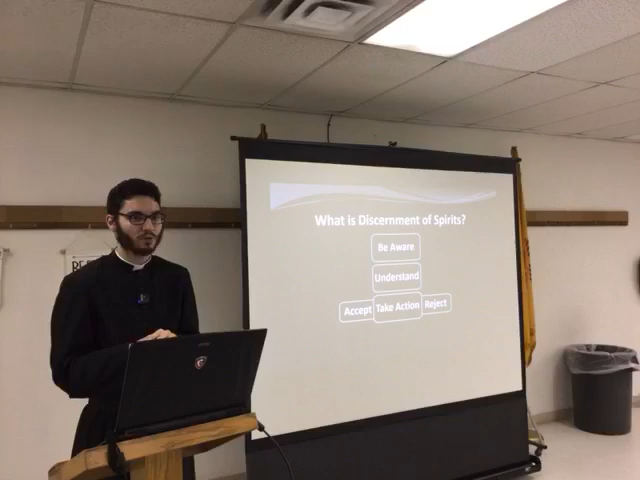 What is Discernment of Spirits?
Be Aware
Understand
Accept Take Action Reject